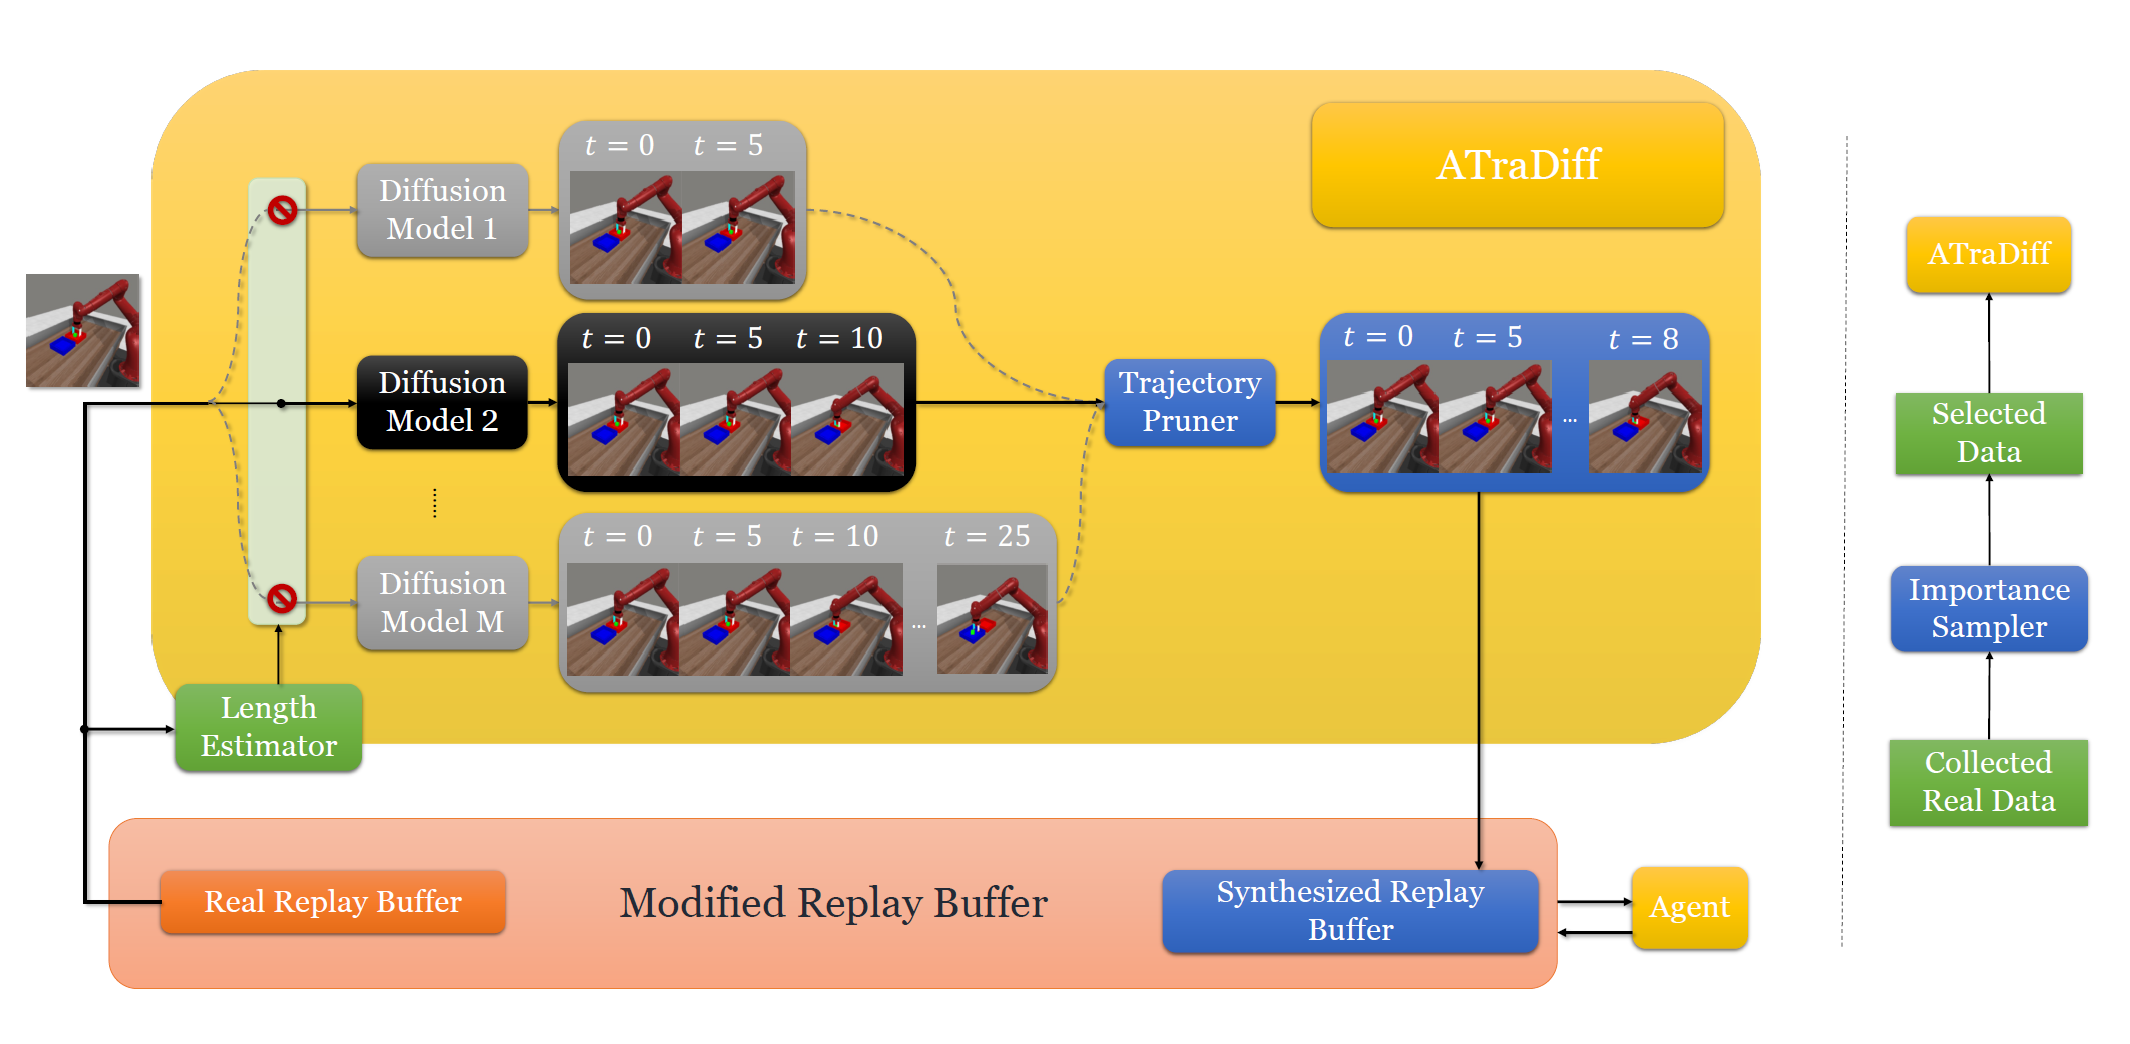 t = 0 t = 5
Diffusion
Model 1
ATraDiff
t = 0 t = 5 t = 10
Diffusion
Model 2
Trajectory
Pruner
t = 0 t = 5 t = 8
...
t = 0 t = 5 t = 10 t = 25
Diffusion
Model M
...
Length
Estimator
Real Replay Buffer
Modified Replay Buffer
Synthesized Replay
Buffer
Agent
ATraDiff
Selected
Data
Importance
Sampler
Collected
Real Data